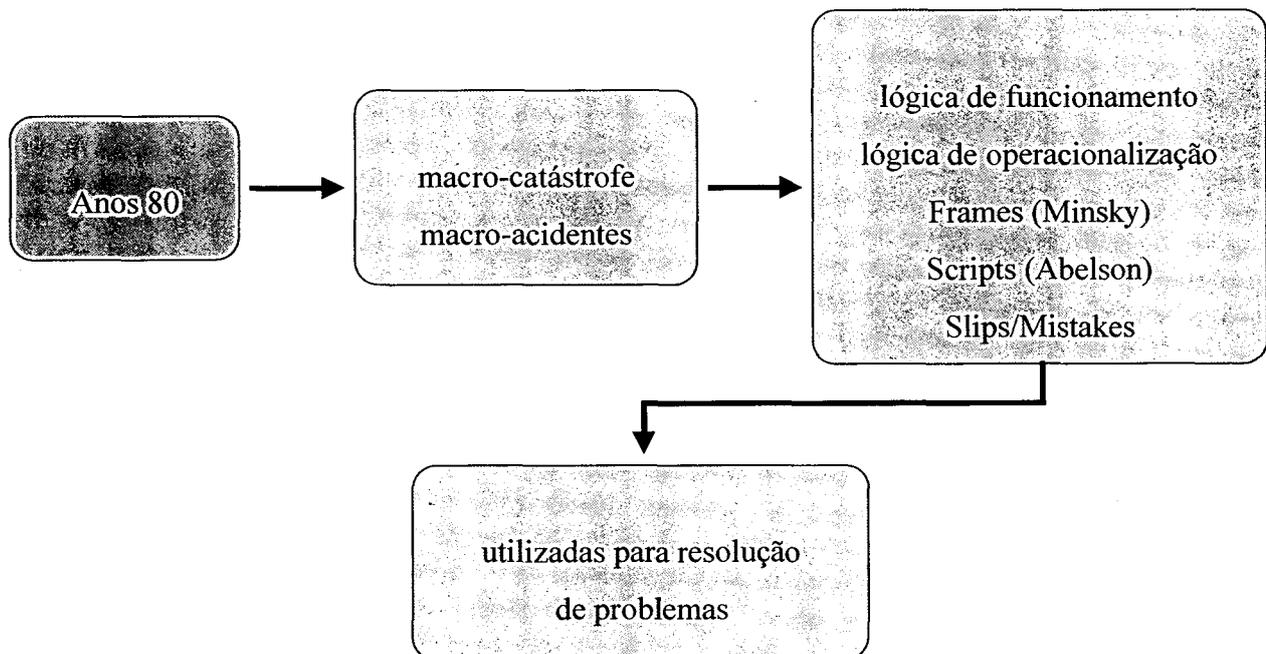 Anos 80
macro-catástrofe
macro-acidentes
lógica de funcionamento
lógica de operacionalização
Frames (Minsky)
Scripts (Abelson)
Slips/Mistakes
utilizadas para resolução
de problemas